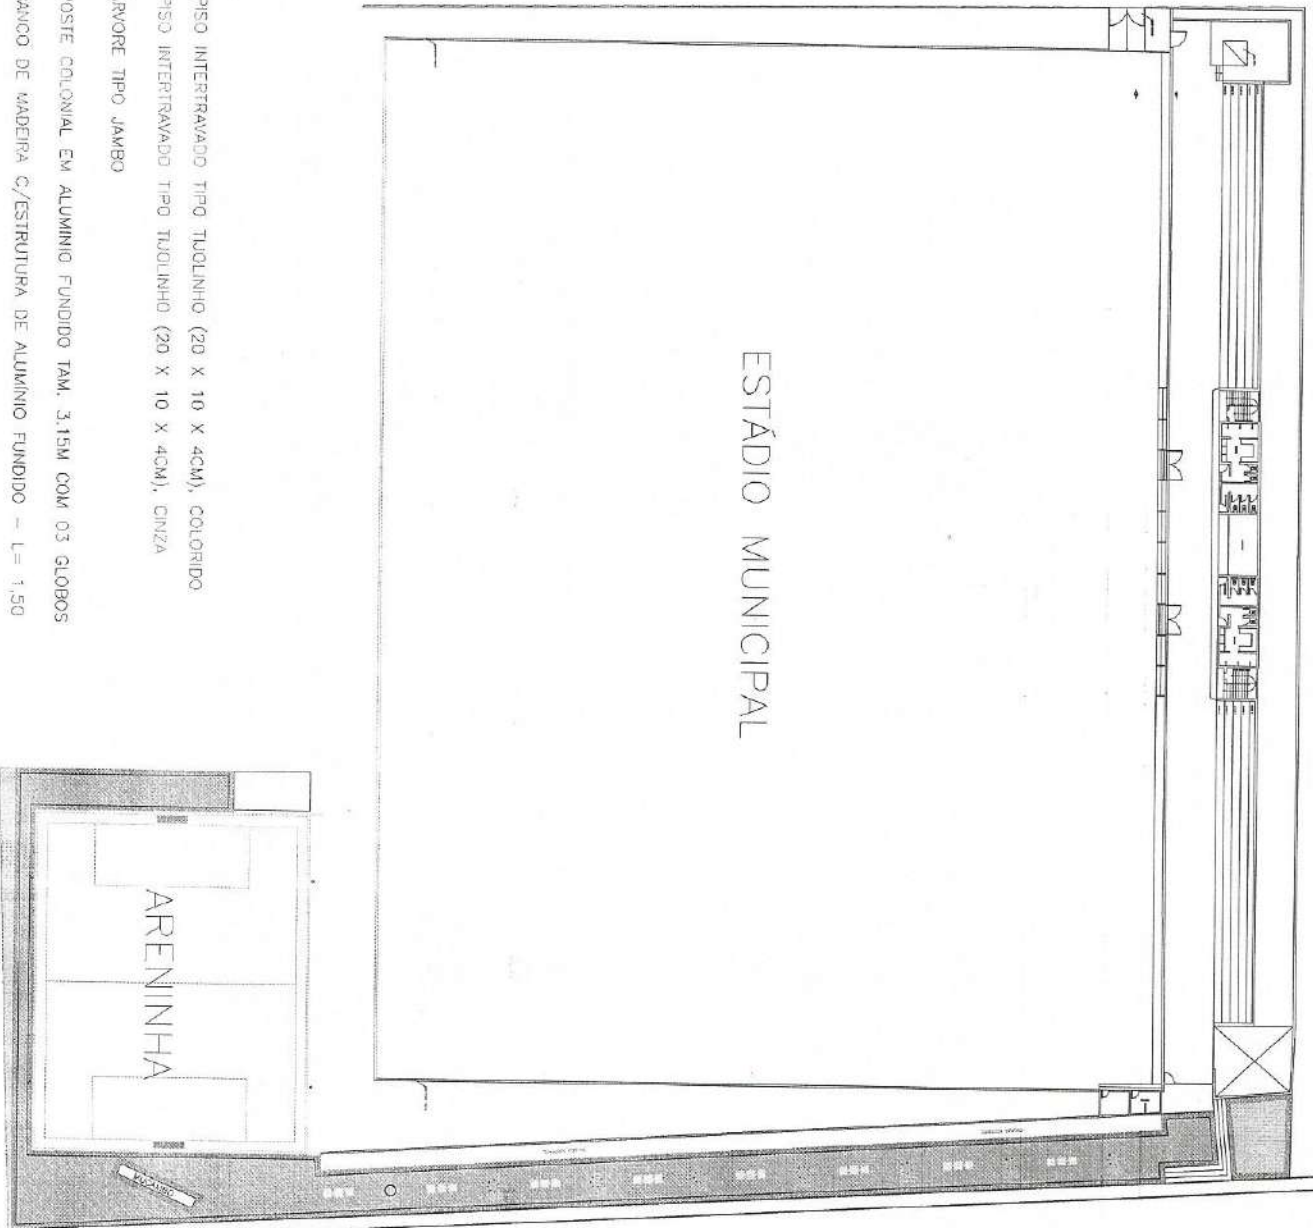 PISO INTERTRAVADO TIPO TIJOLINHO (20 X 10 X 4CM), COLORIDO
PISO INTERTRAVADO TIPO TIJOLINHO (20 X 10 X 4CM), CINZA
RVORE TIPO JAMBO
POSTE COLONIAL EM ALUMINIO FUNDIDO TAM. 3.15M COM 03 GLOBOS
ANCO DE MADEIRA C/ESTRUTURA DE ALUMÍNIO FUNDIDO - L= 1,50
ESTÁDIO MUNICIPAL
ARENINHA